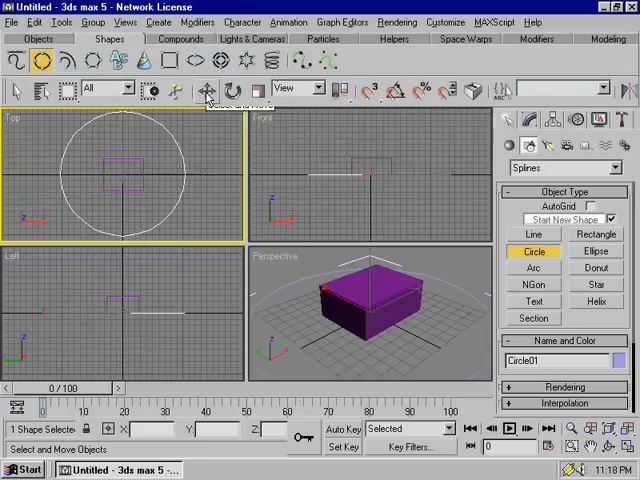 Untitled - 3ds max 5 - Network License
File Edit Tools Group Views Create Modifiers Character Animation Graph Editors Rendering Customize MAXScript Help
Objects Shapes Compounds Lights & Cameras Particles Helpers Space Warps Modifiers Modeling
All View
Select and Move
Top Front
Splines
Object Type
AutoGrid
Start New Shape
Line Rectangle
Circle Ellipse
Arc Donut
NGon Star
Text Helix
Section
Left Perspective
Name and Color
Circle01
Rendering
Interpolation
0 / 100
0 10 20 30 40 50 60 70 80 90 100
1 Shape Selecte X: Y: Z: Auto Key Selected
Set Key Key Filters... 0
Select and Move Objects
Start Untitled - 3ds max 5 -... 11:18 PM